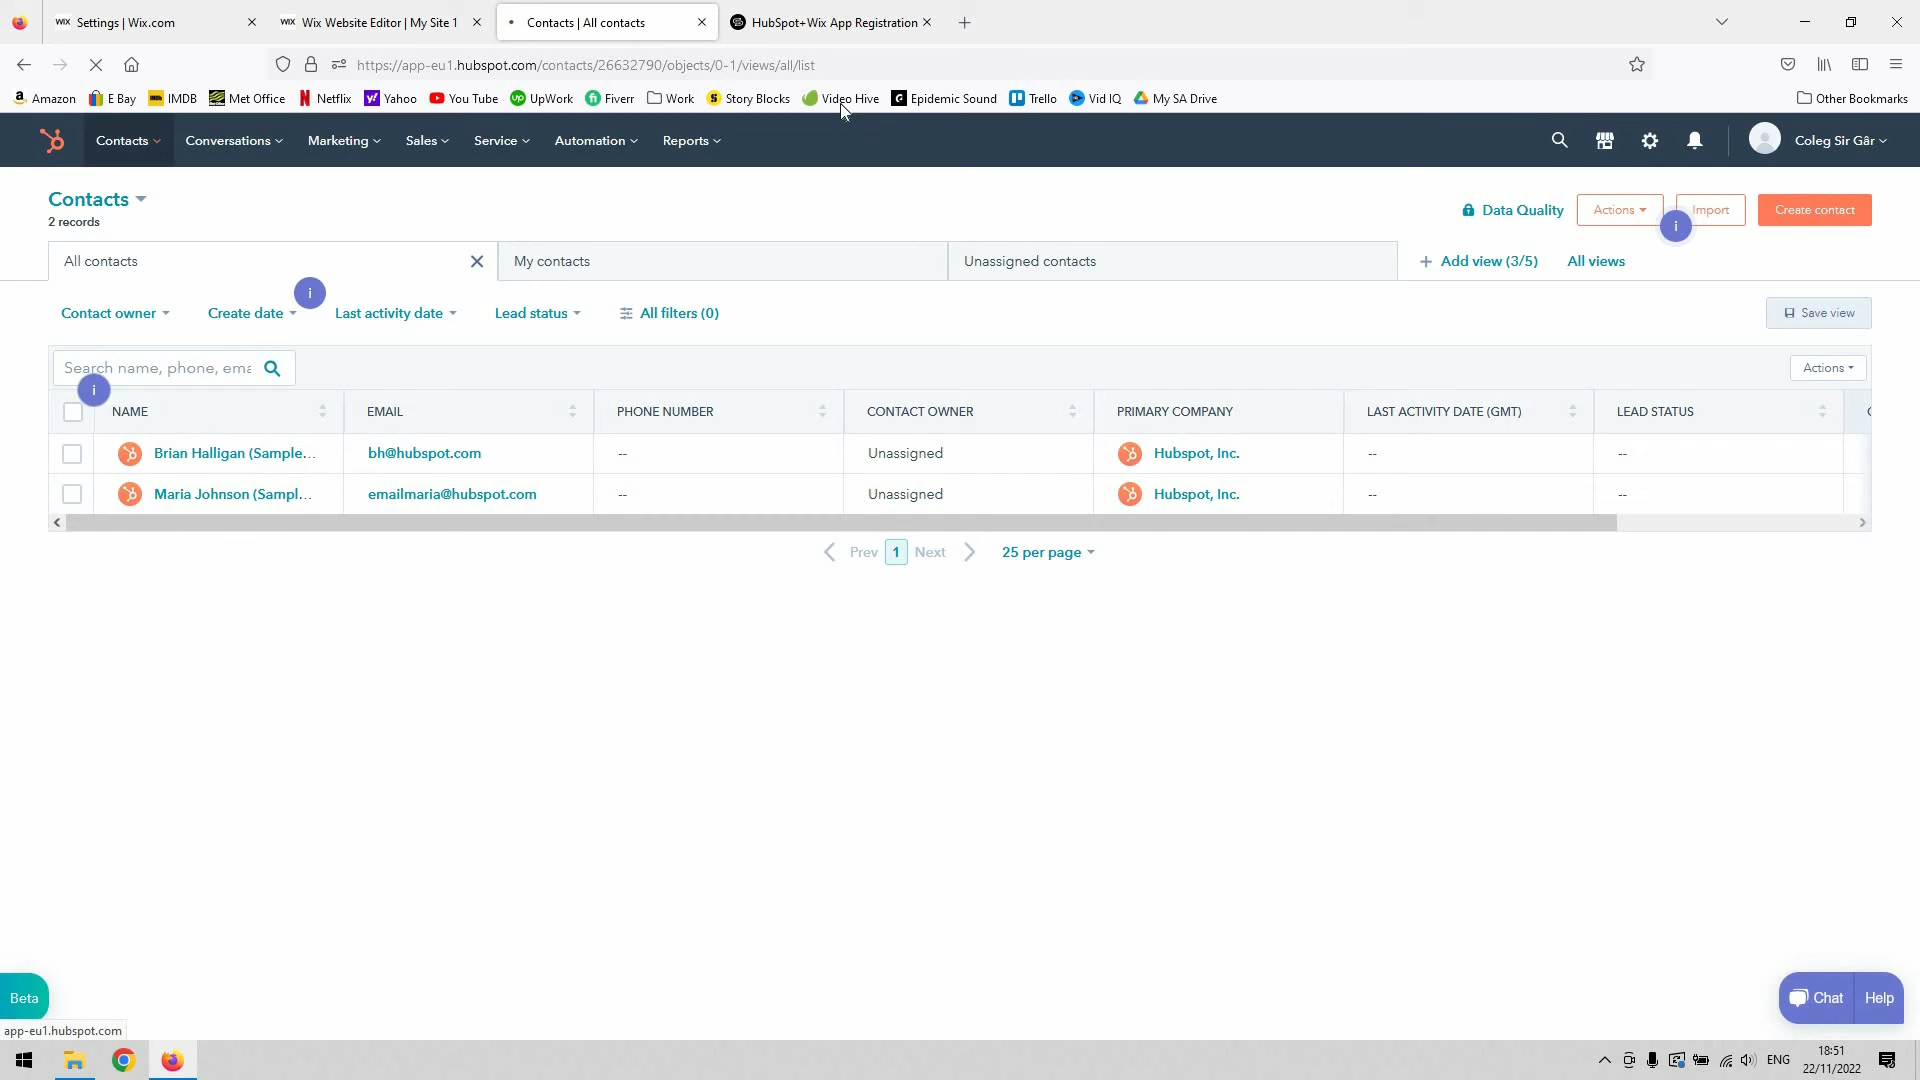 WIX Settings | Wix.com
WIX Wix Website Editor | My Site 1
Contacts | All contacts
HubSpot+Wix App Registration
https://app-eu1.hubspot.com/contacts/26632790/objects/0-1/views/all/list
a Amazon
E Bay
IMDB
Met Office
Netflix
Yahoo
You Tube
UpWork
Fiverr
Work
Story Blocks
Video Hive
Epidemic Sound
Trello
Vid IQ
My SA Drive
Other Bookmarks
Contacts
Conversations
Marketing
Sales
Service
Automation
Reports
Coleg Sir Gâr
Contacts
2 records
Data Quality
Actions
Import
Create contact
i
All contacts
My contacts
Unassigned contacts
+ Add view (3/5)
All views
i
Contact owner
Create date
Last activity date
Lead status
All filters (0)
Save view
Search name, phone, ema
Actions
i
NAME
EMAIL
PHONE NUMBER
CONTACT OWNER
PRIMARY COMPANY
LAST ACTIVITY DATE (GMT)
LEAD STATUS
Brian Halligan (Sample...
bh@hubspot.com
--
Unassigned
Hubspot, Inc.
--
--
Maria Johnson (Sampl...
emailmaria@hubspot.com
--
Unassigned
Hubspot, Inc.
--
--
Prev
1
Next
25 per page
Beta
Chat
Help
app-eu1.hubspot.com
ENG
18:51
22/11/2022